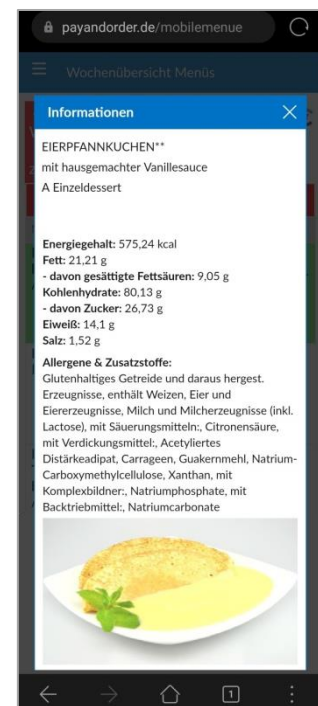 payandorder.de/mobilemenue
Wochenübersicht Menüs
Informationen
EIERPFANNKUCHEN**
mit hausgemachter Vanillesauce
A Einzeldessert
Energiegehalt: 575,24 kcal
Fett: 21,21 g
- davon gesättigte Fettsäuren: 9,05 g
Kohlenhydrate: 80,13 g
- davon Zucker: 26,73 g
Eiweiß: 14,1 g
Salz: 1,52 g
Allergene & Zusatzstoffe:
Glutenhaltiges Getreide und daraus hergest.
Erzeugnisse, enthält Weizen, Eier und
Eiererzeugnisse, Milch und Milcherzeugnisse (inkl.
Lactose), mit Säuerungsmitteln:, Citronensäure,
mit Verdickungsmittel:, Acetyliertes
Distärkeadipat, Carrageen, Guakernmehl, Natrium-
Carboxymethylcellulose, Xanthan, mit
Komplexbildner:, Natriumphosphate, mit
Backtriebmittel:, Natriumcarbonate
1